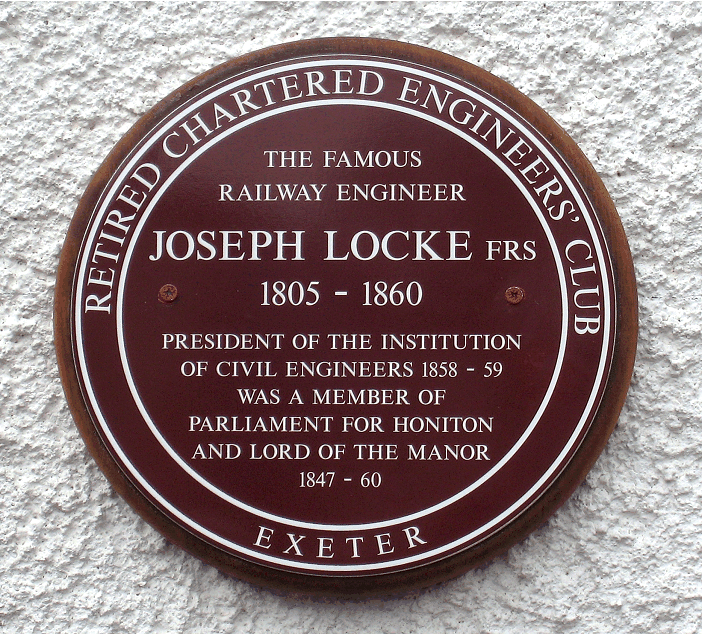 RETIRED CHARTERED ENGINEERS' CLUB
THE FAMOUS
RAILWAY ENGINEER
JOSEPH LOCKE FRS
1805 - 1860
PRESIDENT OF THE INSTITUTION
OF CIVIL ENGINEERS 1858 - 59
WAS A MEMBER OF
PARLIAMENT FOR HONITON
AND LORD OF THE MANOR
1847 - 60
EXETER